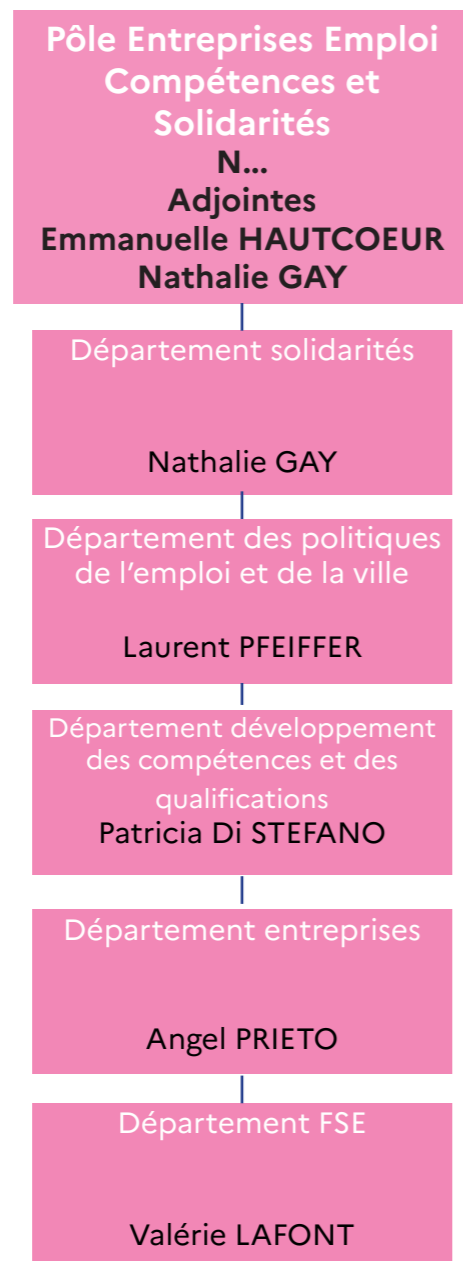 Pôle Entreprises Emploi
Compétences et
Solidarités
N...
Adjointes
Emmanuelle HAUTCOEUR
Nathalie GAY
Département solidarités
Nathalie GAY
Département des politiques
de l’emploi et de la ville
Laurent PFEIFFER
Département développement
des compétences et des
qualifications
Patricia Di STEFANO
Département entreprises
Angel PRIETO
Département FSE
Valérie LAFONT